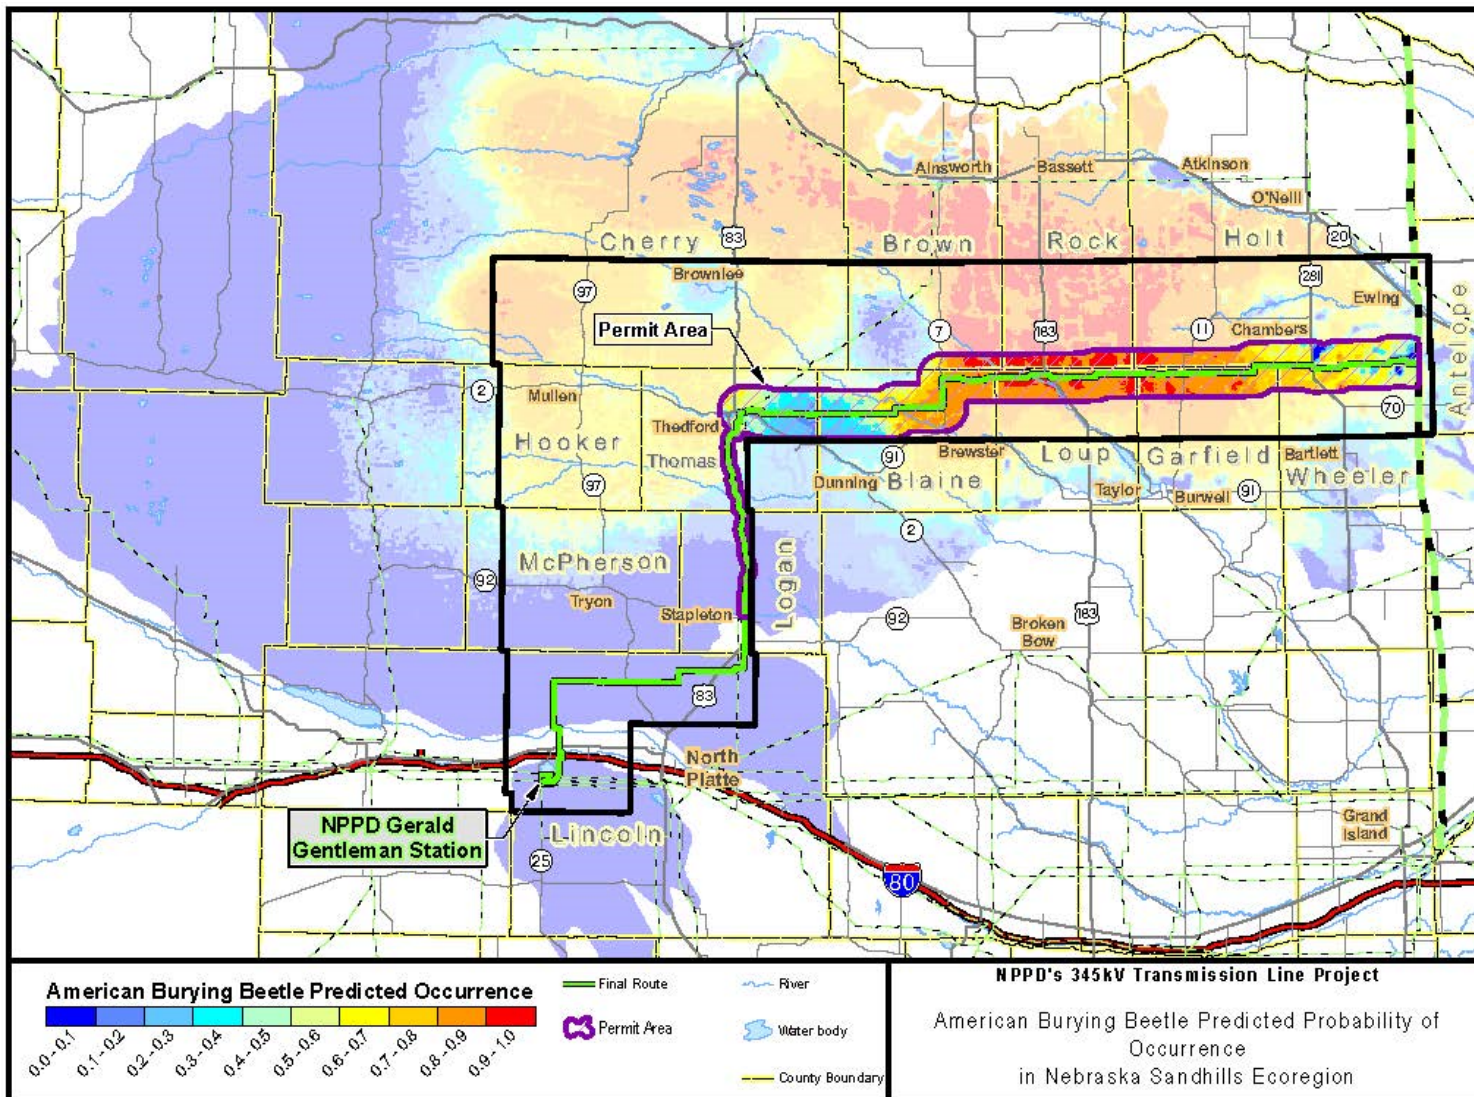 Ainsworth
Bassett
Atkinson
O'Neill
Cherry
83
Brown
Rock
Holt
20
Brownlee
281
97
Ewing
Antelope
Permit Area
7
183
11
Chambers
2
Mullen
70
Thedford
Hooker
Thomas
91
Brewster
Loup
Garfield
Bartlett
97
Dunning
Blaine
Taylor
Burwell
91
Wheeler
2
McPherson
Logan
92
Tryon
Stapleton
92
183
Broken
Bow
83
North
Platte
NPPD Gerald
Gentleman Station
Lincoln
Grand
Island
25
80
American Burying Beetle Predicted Occurrence
0.0 - 0.1
0.1 - 0.2
0.2 - 0.3
0.3 - 0.4
0.4 - 0.5
0.5 - 0.6
0.6 - 0.7
0.7 - 0.8
0.8 - 0.9
0.9 - 1.0
Final Route
River
Permit Area
Water body
County Boundary
NPPD's 345kV Transmission Line Project
American Burying Beetle Predicted Probability of
Occurrence
in Nebraska Sandhills Ecoregion